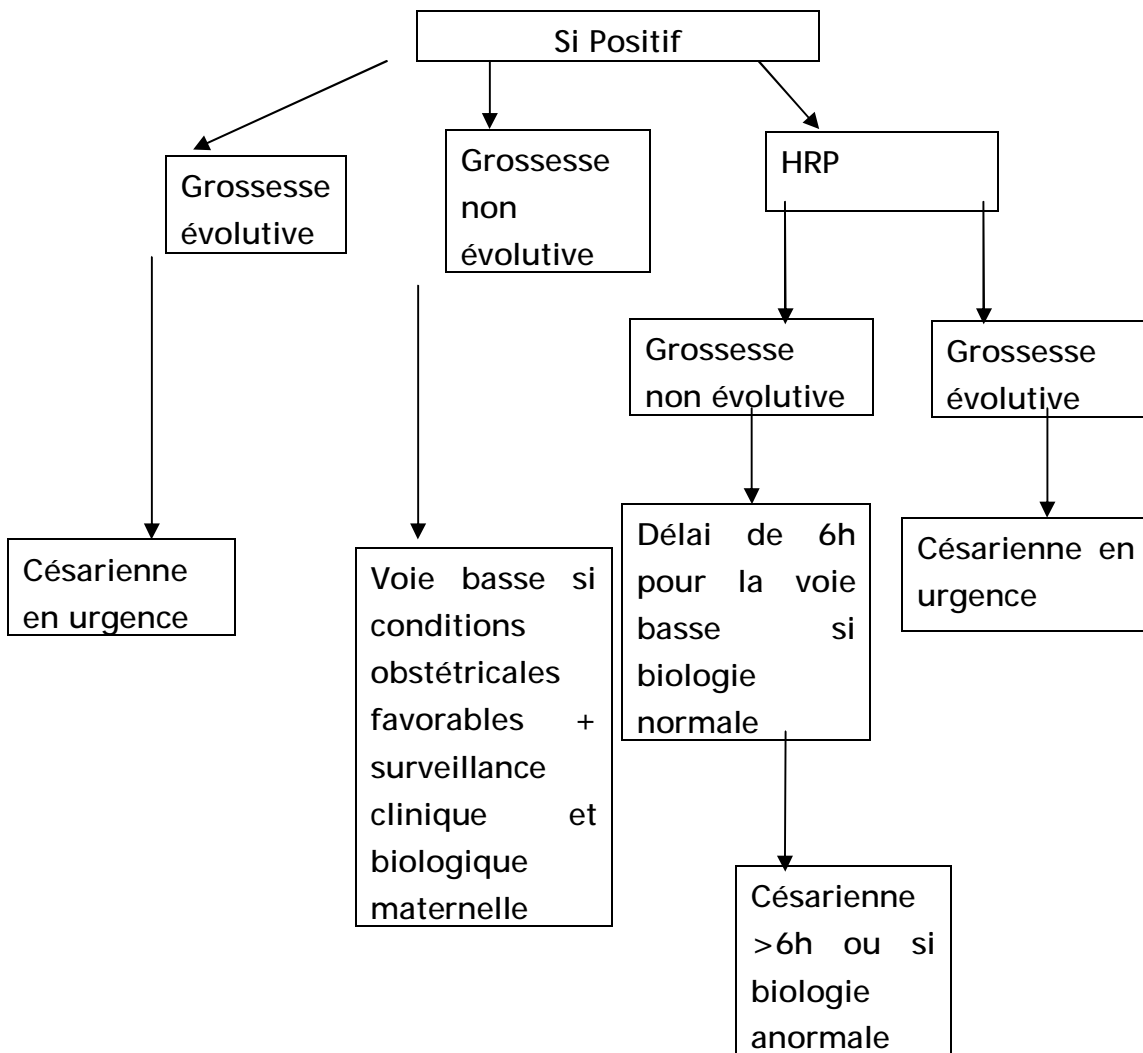 Si Positif
Grossesse
évolutive
Grossesse
non
évolutive
HRP
Grossesse
non évolutive
Grossesse
évolutive
Césarienne
en urgence
Voie basse si
conditions
obstétricales
favorables +
surveillance
clinique et
biologique
maternelle
Délai de 6h
pour la voie
basse si
biologie
normale
Césarienne en
urgence
Césarienne
>6h ou si
biologie
anormale